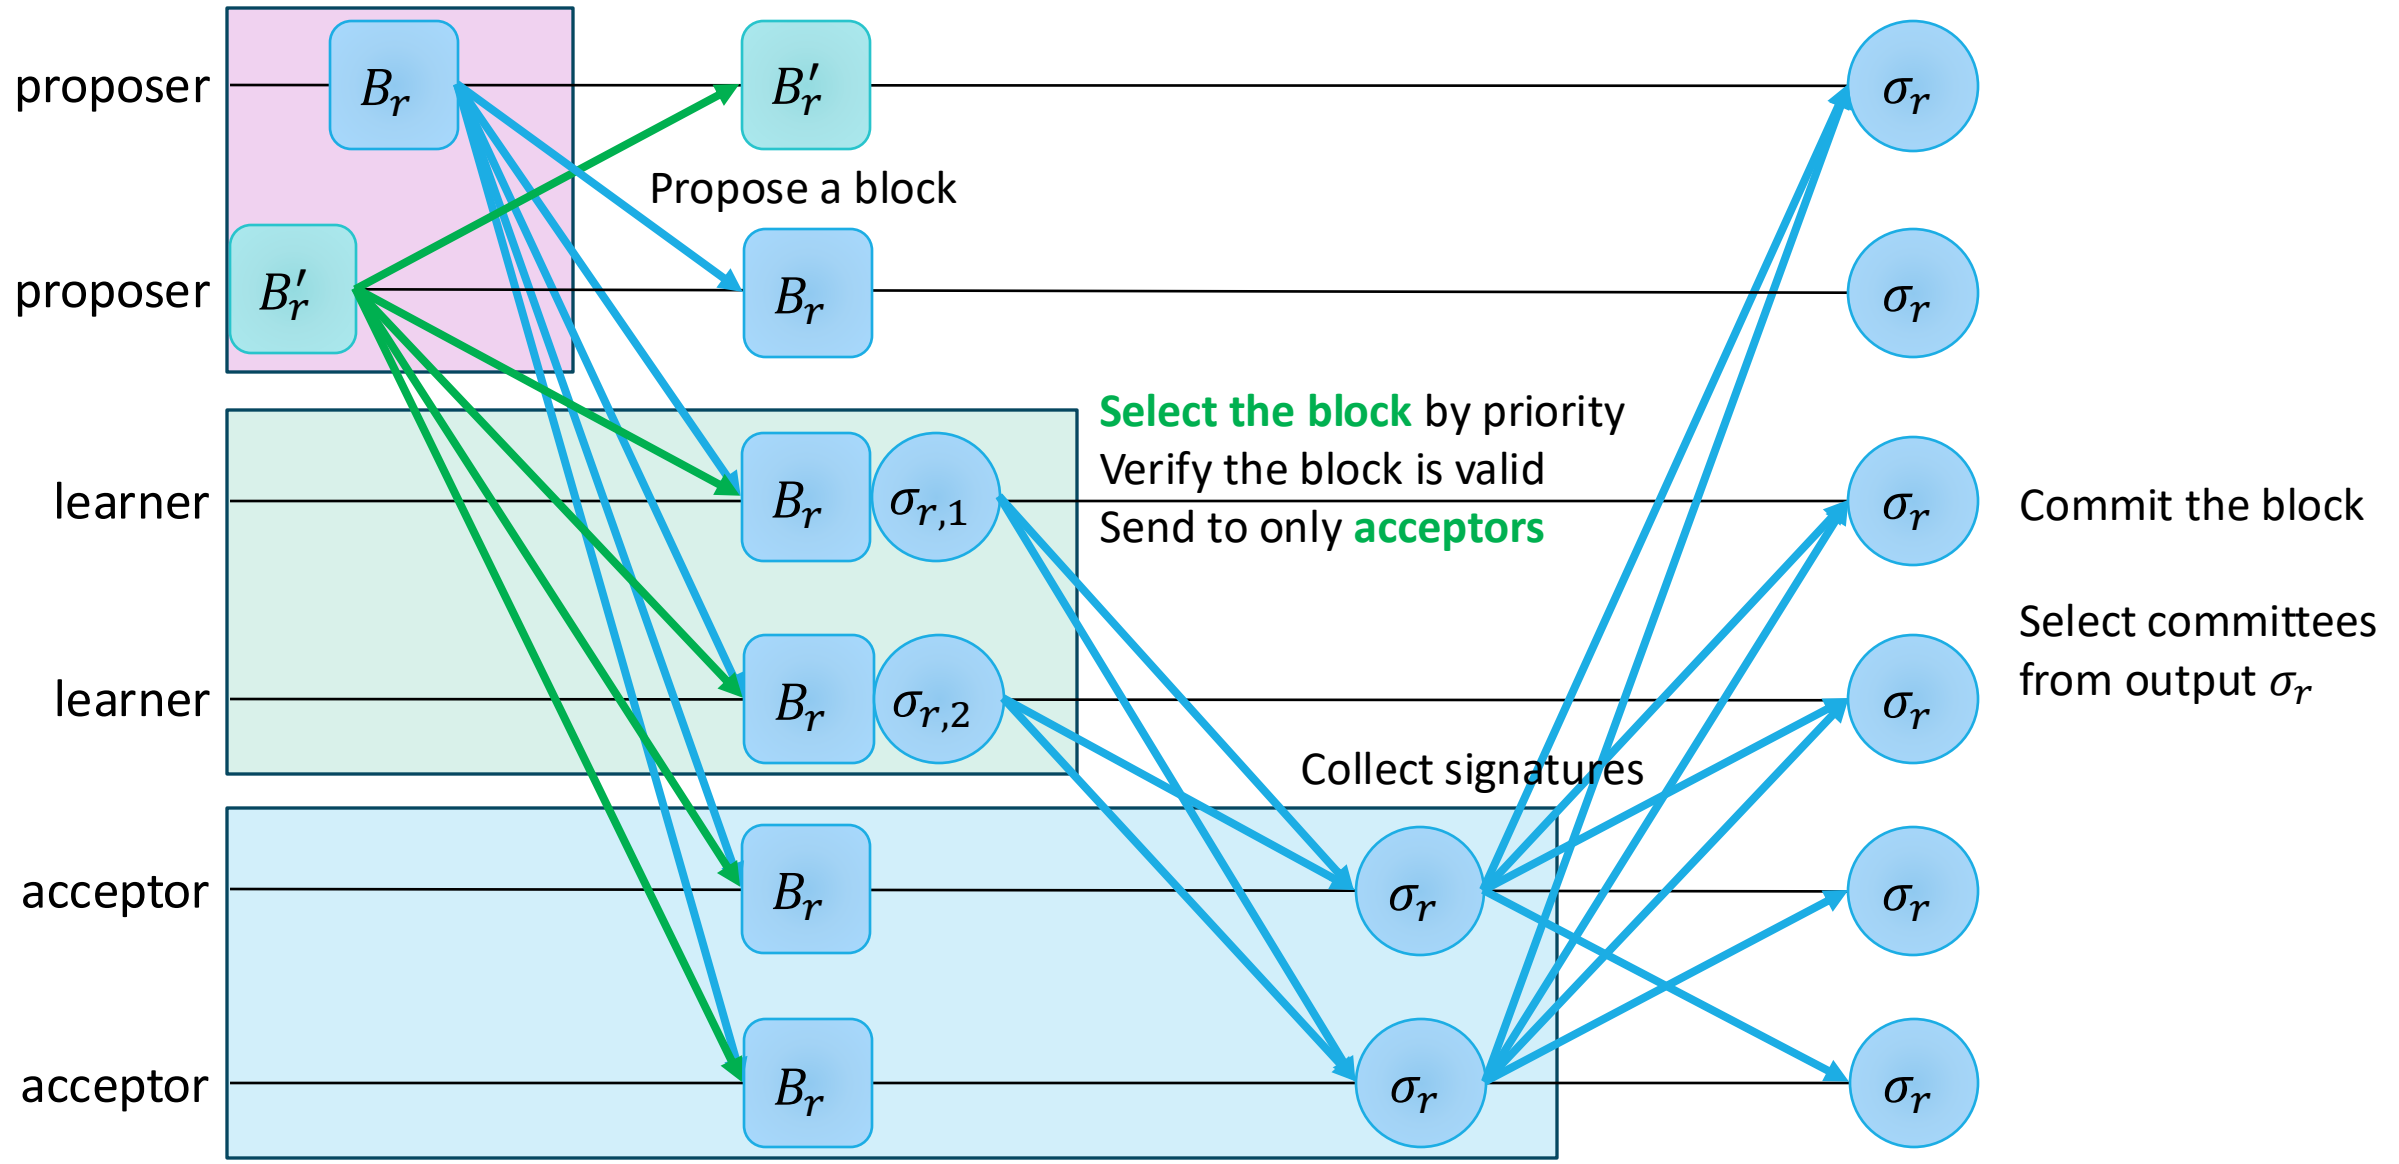 proposer
B_r
B'_r
σ_r
Propose a block
proposer
B'_r
B_r
σ_r
Select the block by priority
Verify the block is valid
Send to only acceptors
learner
B_r
σ_{r,1}
σ_r
Commit the block
Select committees
from output σ_r
learner
B_r
σ_{r,2}
σ_r
Collect signatures
acceptor
B_r
σ_r
σ_r
acceptor
B_r
σ_r
σ_r